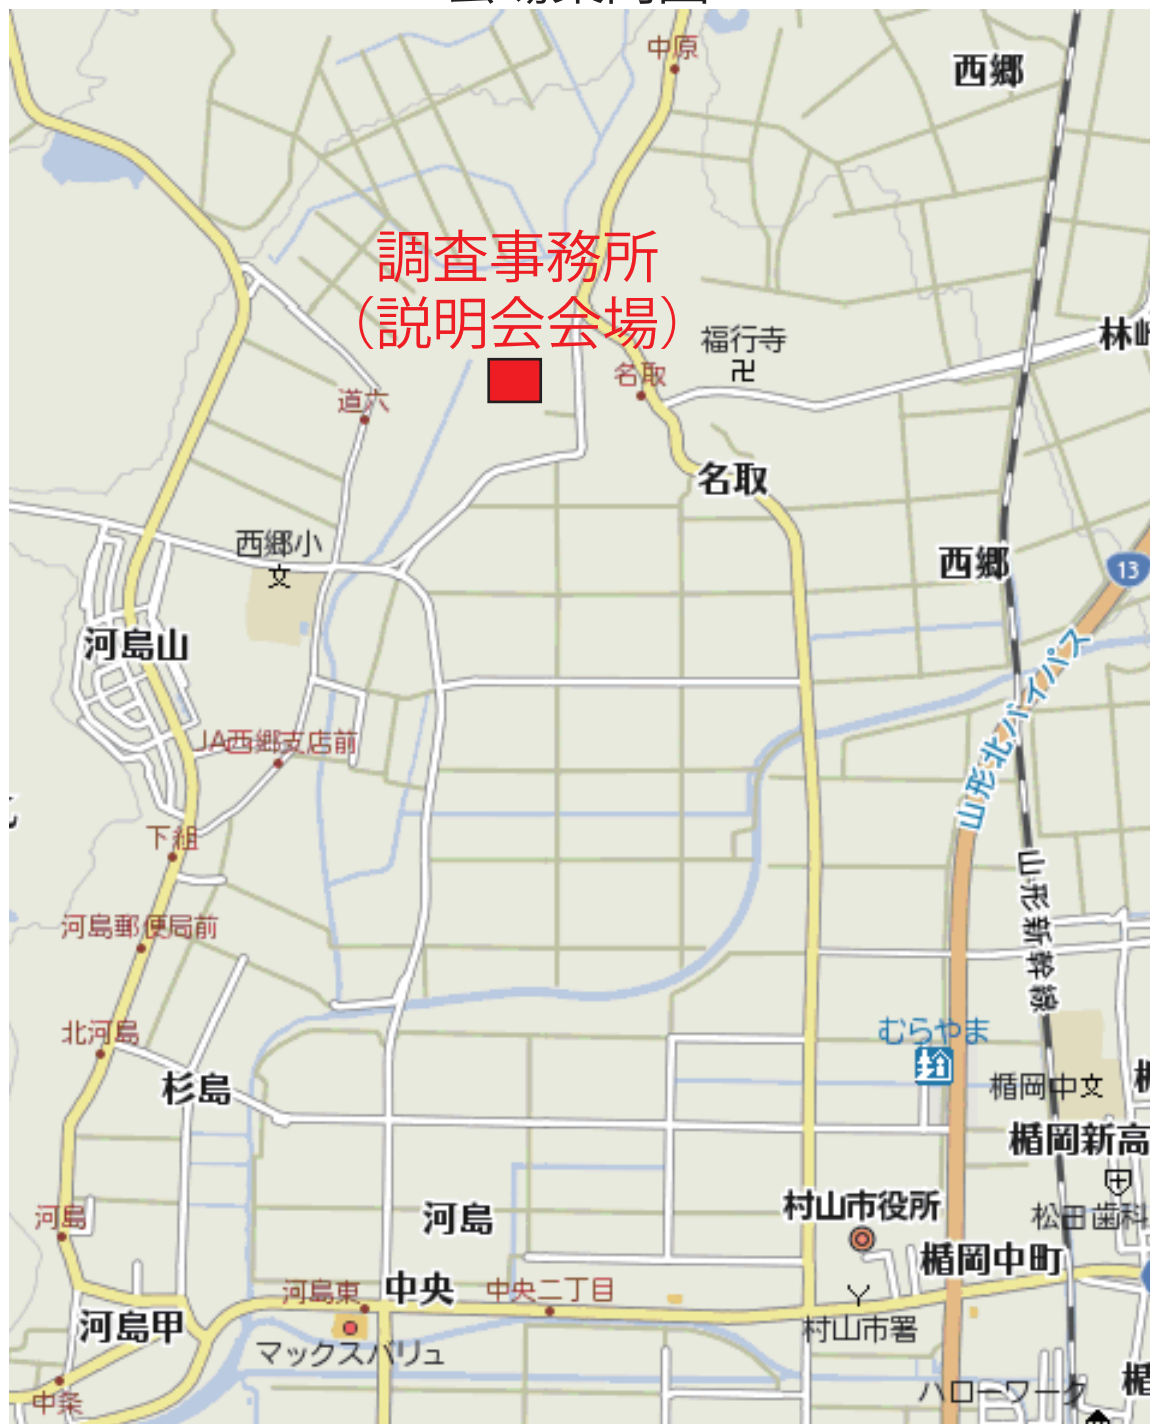 中原
西郷
調査事務所
（説明会会場）
福行寺
林崎
名取
道六
名取
西郷小
文
西郷
13
河島山
山形北バイパス
JA西郷支店前
下組
山形新幹線
河島郵便局前
むらやま
北河島
杉島
楯岡中文
楯岡新高
松田歯科
河島
河島
村山市役所
楯岡中町
河島東
中央
中央二丁目
河島甲
村山市署
マックスバリュ
ハローワーク
中条